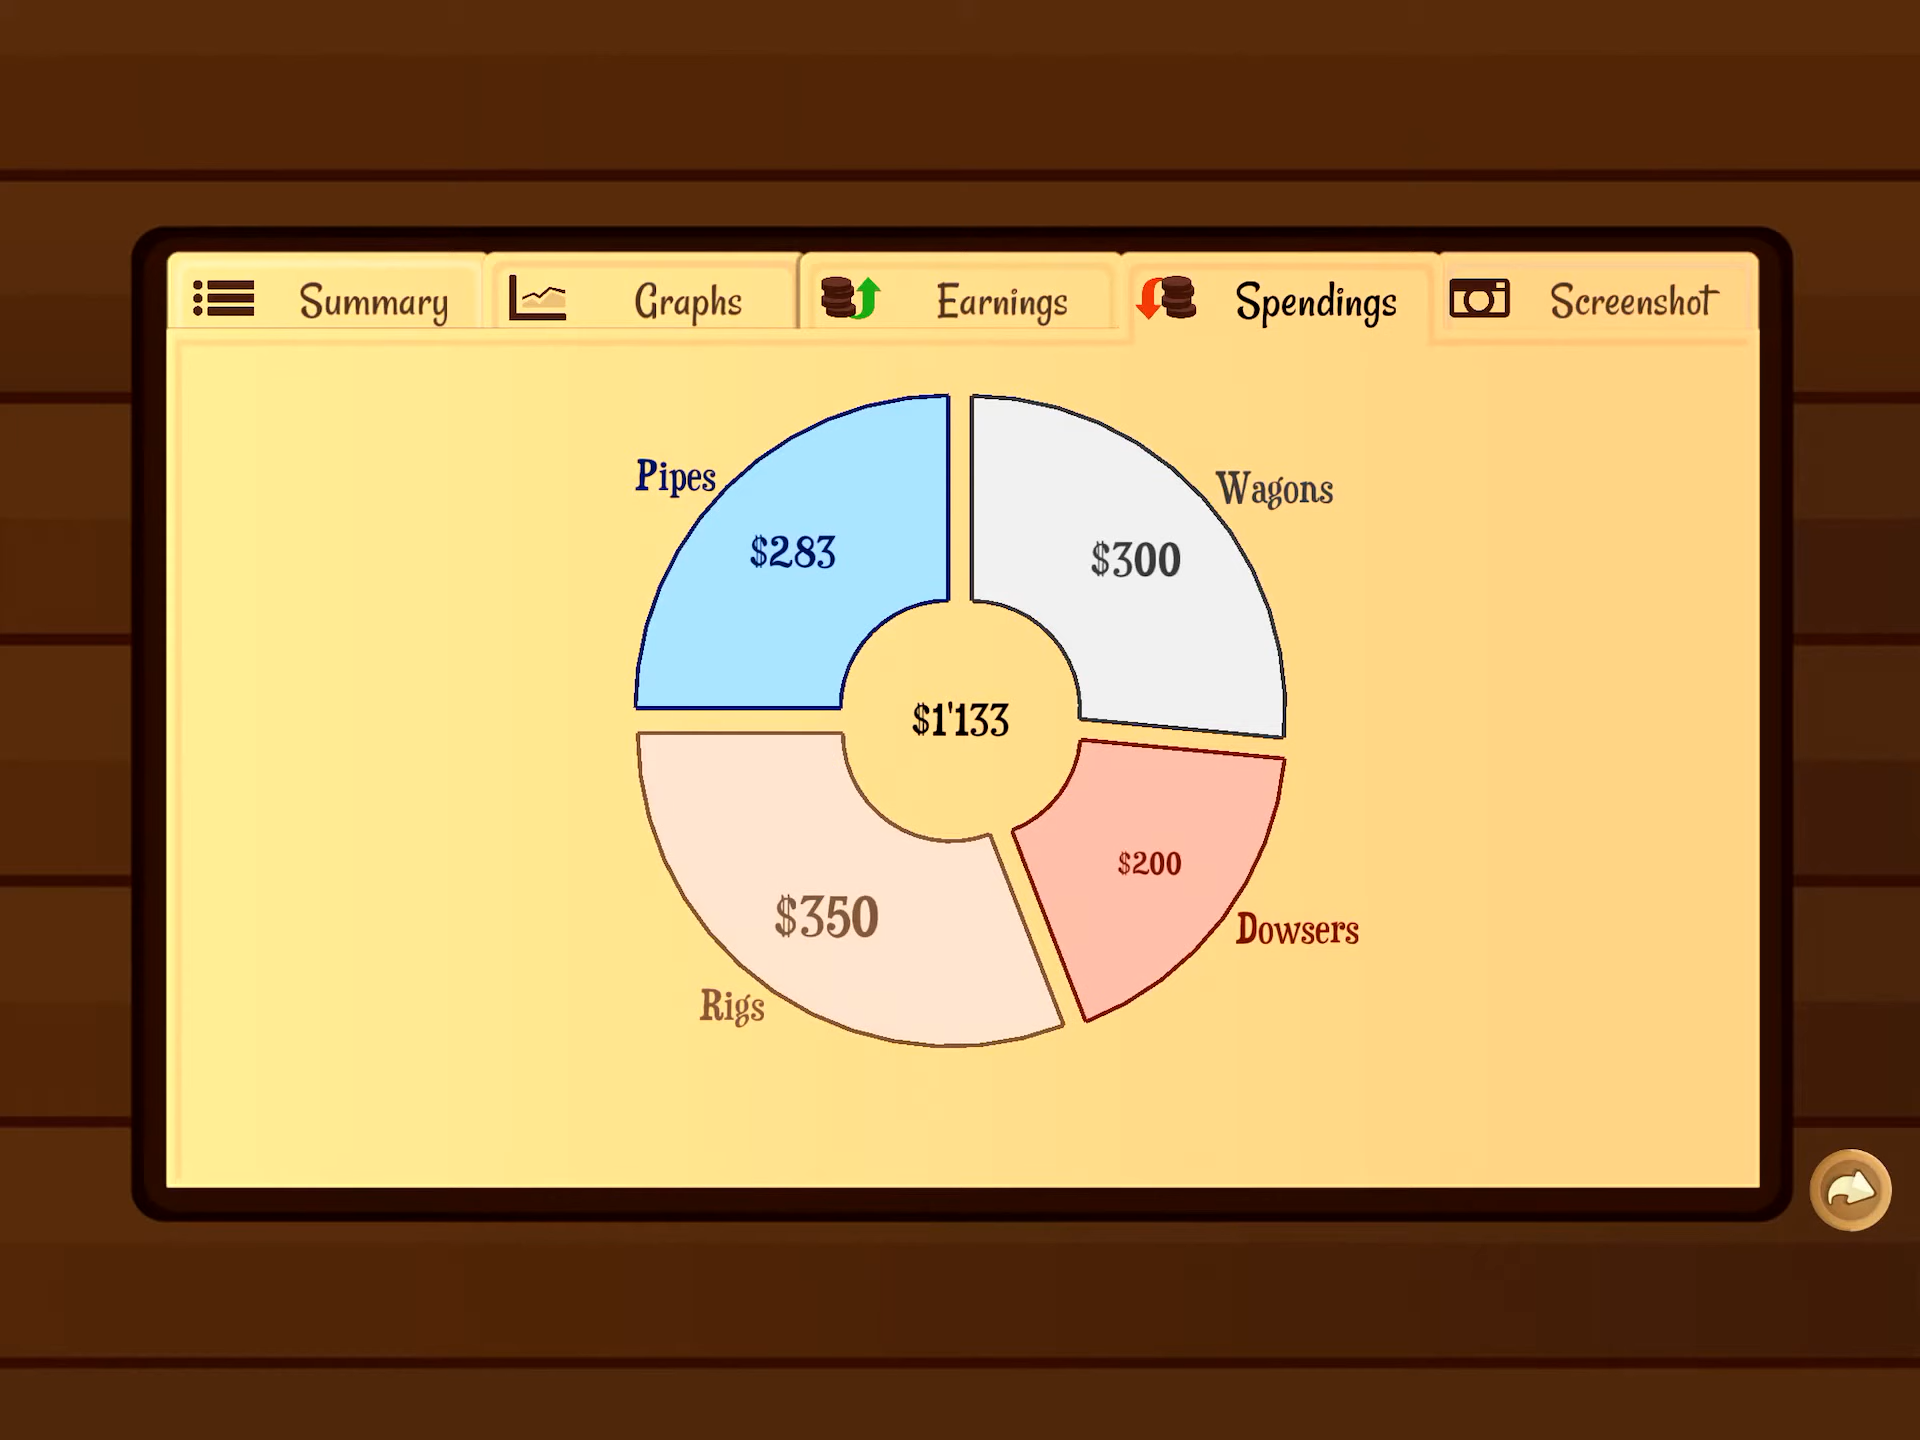 Summary
Graphs
Earnings
Spendings
Screenshot
Pipes
Wagons
$283
$300
$1'133
$200
$350
Dowsers
Rigs